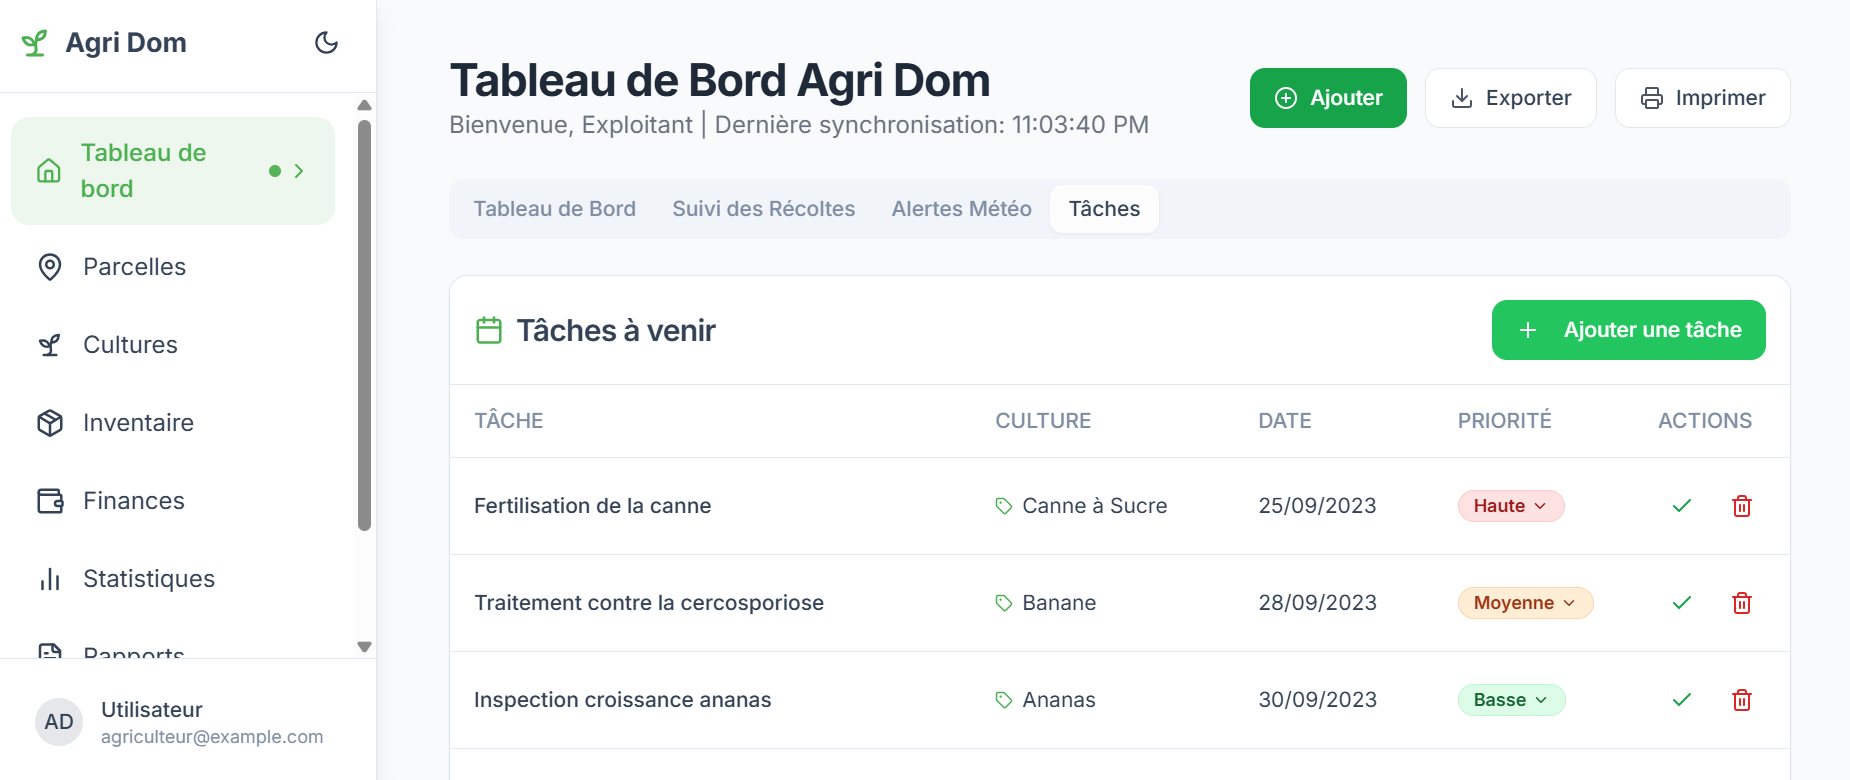 Agri Dom
Tableau de
bord
Parcelles
Cultures
Inventaire
Finances
Statistiques
Rapports
AD
Utilisateur
agriculteur@example.com
Tableau de Bord Agri Dom
Bienvenue, Exploitant | Dernière synchronisation: 11:03:40 PM
Ajouter
Exporter
Imprimer
Tableau de Bord
Suivi des Récoltes
Alertes Météo
Tâches
Tâches à venir
Ajouter une tâche
TÂCHE CULTURE DATE PRIORITÉ ACTIONS
Fertilisation de la canne Canne à Sucre 25/09/2023 Haute
Traitement contre la cercosporiose Banane 28/09/2023 Moyenne
Inspection croissance ananas Ananas 30/09/2023 Basse